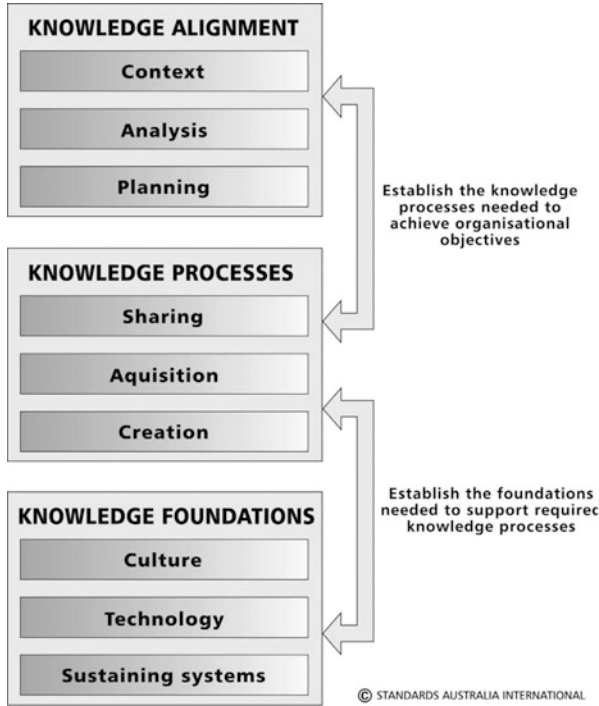 KNOWLEDGE ALIGNMENT
Context
Analysis
Planning
Establish the knowledge
processes needed to
achieve organisational
objectives
KNOWLEDGE PROCESSES
Sharing
Aquisition
Creation
Establish the foundations
needed to support required
knowledge processes
KNOWLEDGE FOUNDATIONS
Culture
Technology
Sustaining systems
© STANDARDS AUSTRALIA INTERNATIONAL